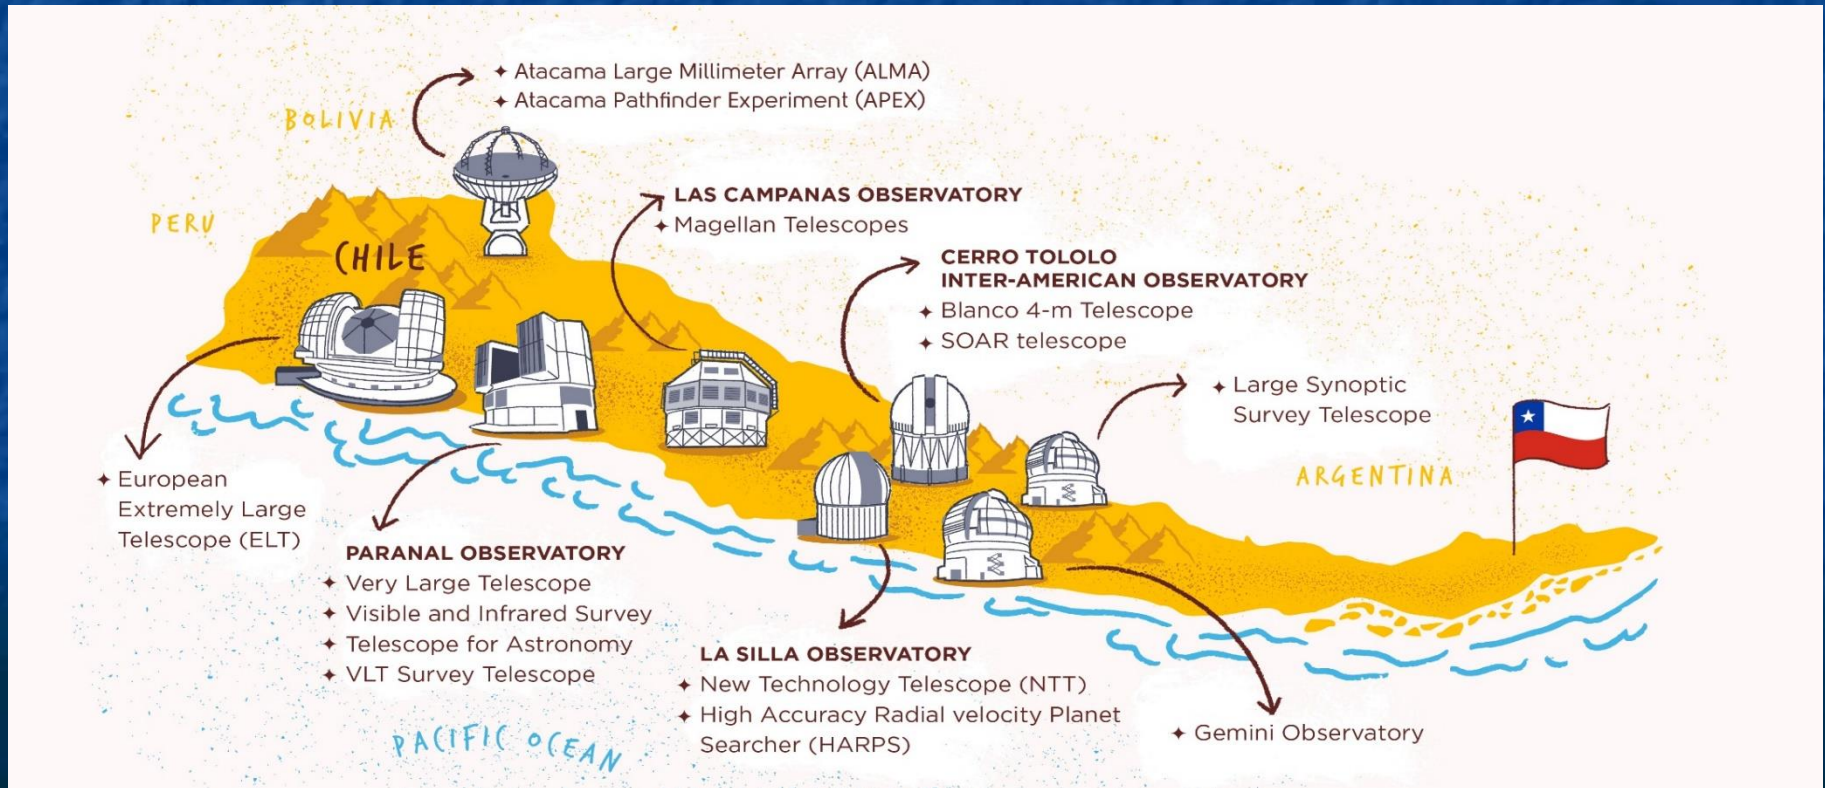 ✦ Atacama Large Millimeter Array (ALMA)
✦ Atacama Pathfinder Experiment (APEX)
BOLIVIA
PERU
CHILE
LAS CAMPANAS OBSERVATORY
✦ Magellan Telescopes
CERRO TOLOLO
INTER-AMERICAN OBSERVATORY
✦ Blanco 4-m Telescope
✦ SOAR telescope
✦ Large Synoptic
Survey Telescope
ARGENTINA
✦ European
Extremely Large
Telescope (ELT)
PARANAL OBSERVATORY
✦ Very Large Telescope
✦ Visible and Infrared Survey
✦ Telescope for Astronomy
✦ VLT Survey Telescope
LA SILLA OBSERVATORY
✦ New Technology Telescope (NTT)
✦ High Accuracy Radial velocity Planet
Searcher (HARPS)
✦ Gemini Observatory
PACIFIC OCEAN